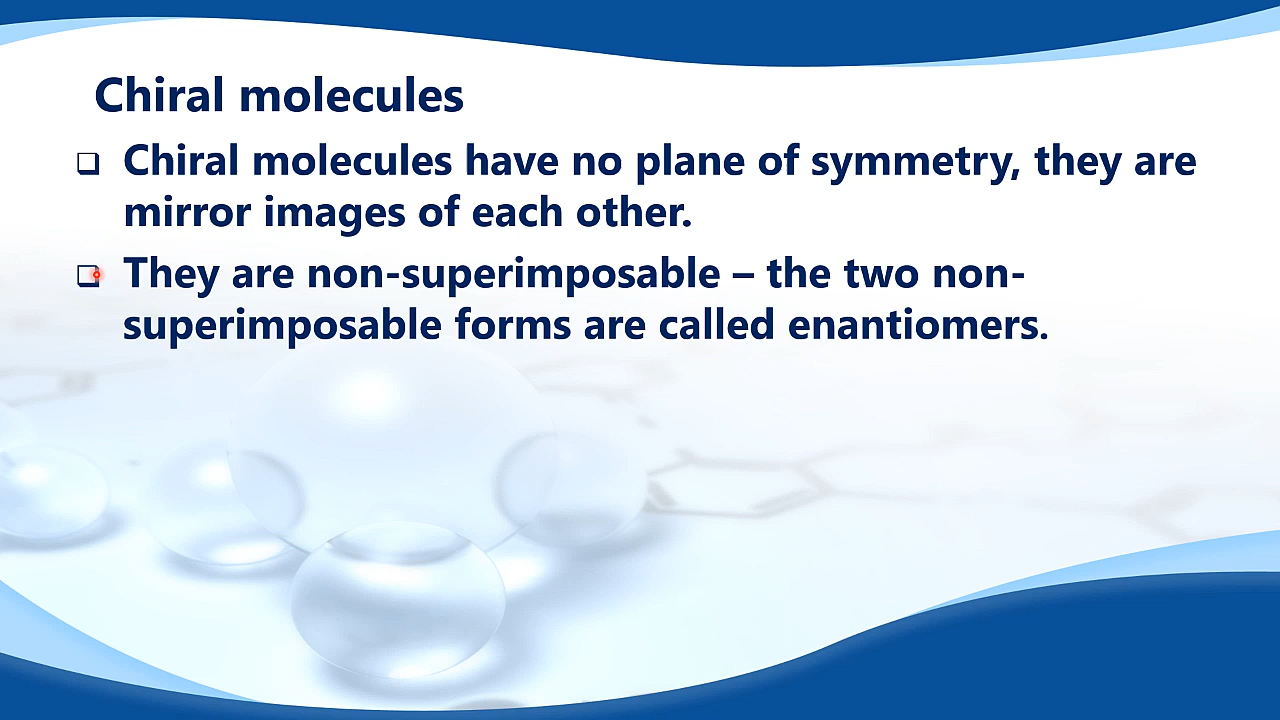 Chiral molecules
❑ Chiral molecules have no plane of symmetry, they are
mirror images of each other.
❑ They are non-superimposable – the two non-
superimposable forms are called enantiomers.